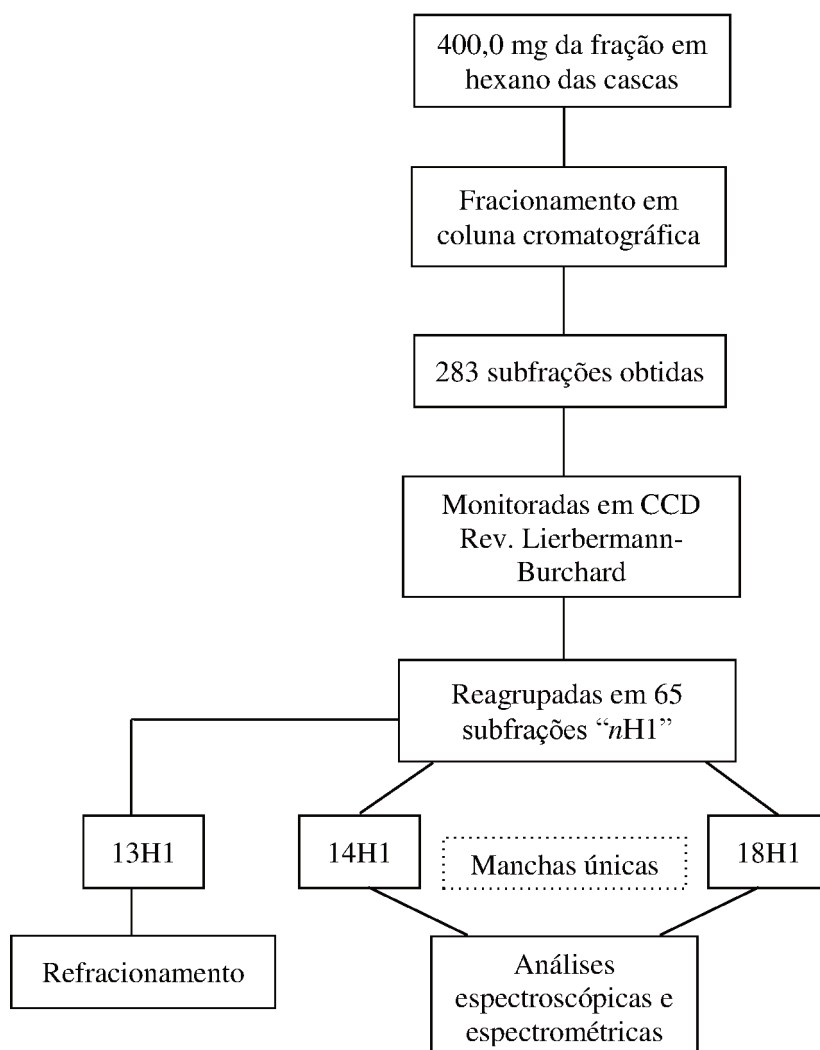 400,0 mg da fração em
hexano das cascas
Fracionamento em
coluna cromatográfica
283 subfrações obtidas
Monitoradas em CCD
Rev. Lierbermann-
Burchard
Reagrupadas em 65
subfrações “nH1”
13H1
14H1
Manchas únicas
18H1
Refracionamento
Análises
espectroscópicas e
espectrométricas